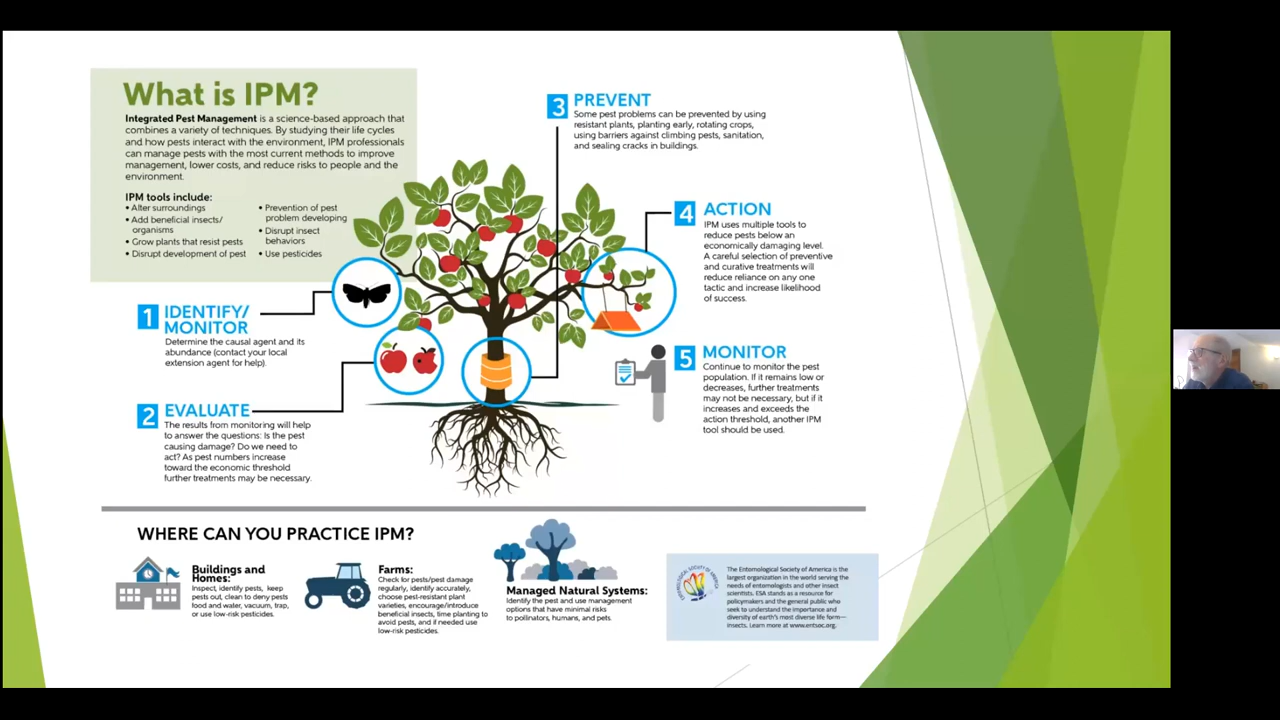 What is IPM?
Integrated Pest Management is a science-based approach that
combines a variety of techniques. By studying their life cycles
and how pests interact with the environment, IPM professionals
can manage pests with the most current methods to improve
management, lower costs, and reduce risks to people and the
environment.
IPM tools include:
• Alter surroundings
• Add beneficial insects/
organisms
• Grow plants that resist pests
• Disrupt development of pest
• Prevention of pest
problem developing
• Disrupt insect
behaviors
• Use pesticides
1 IDENTIFY/
MONITOR
Determine the causal agent and its
abundance (contact your local
extension agent for help).
2 EVALUATE
The results from monitoring will help
to answer the questions: Is the pest
causing damage? Do we need to
act? As pest numbers increase
toward the economic threshold
further treatments may be necessary.
3 PREVENT
Some pest problems can be prevented by using
resistant plants, planting early, rotating crops,
using barriers against climbing pests, sanitation,
and sealing cracks in buildings.
4 ACTION
IPM uses multiple tools to
reduce pests below an
economically damaging level.
A careful selection of preventive
and curative treatments will
reduce reliance on any one
tactic and increase likelihood
of success.
5 MONITOR
Continue to monitor the pest
population. If it remains low or
decreases, further treatments
may not be necessary, but if it
increases and exceeds the
action threshold, another IPM
tool should be used.
WHERE CAN YOU PRACTICE IPM?
Buildings and
Homes:
Inspect, identify pests, keep
pests out, clean to deny pests
food and water, vacuum, trap,
or use low-risk pesticides.
Farms:
Check for pests/pest damage
regularly, identify accurately,
choose pest-resistant plant
varieties, encourage/introduce
beneficial insects, time planting to
avoid pests, and if needed use
low-risk pesticides.
Managed Natural Systems:
Identify the pest and use management
options that have minimal risks
to pollinators, humans, and pets.
ENTOMOLOGICAL SOCIETY OF AMERICA
The Entomological Society of America is the
largest organization in the world serving the
needs of entomologists and other insect
scientists. ESA stands as a resource for
policymakers and the general public who
seek to understand the importance and
diversity of earth's most diverse life form—
insects. Learn more at www.entsoc.org.